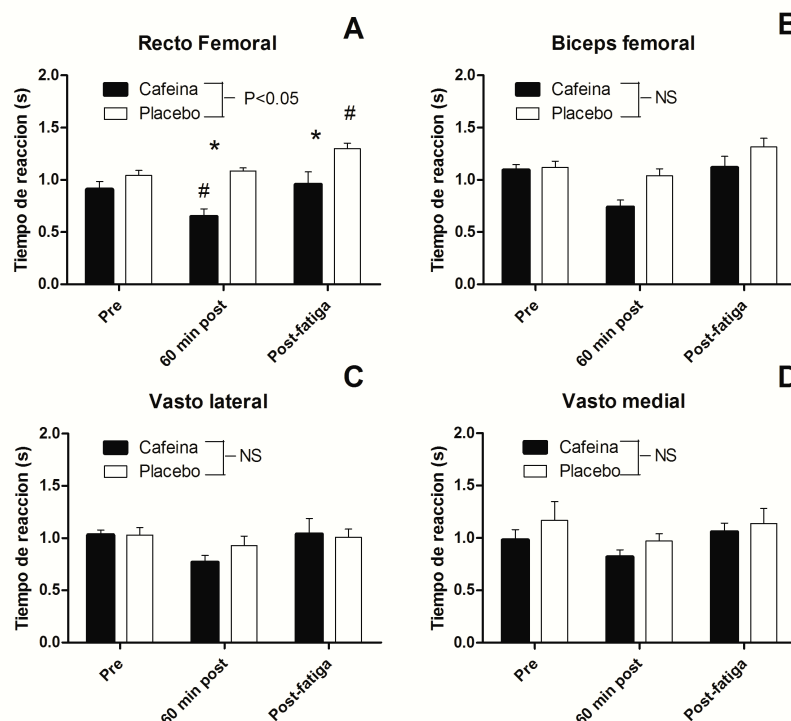 A
Recto Femoral
Tiempo de reaccion (s)
2.0
1.5
1.0
0.5
0.0
Cafeina
Placebo
P<0.05
#
*
*
#
Pre
60 min post
Post-fatiga
B
Biceps femoral
Tiempo de reaccion (s)
2.0
1.5
1.0
0.5
0.0
Cafeina
Placebo
NS
Pre
60 min post
Post-fatiga
C
Vasto lateral
Tiempo de reaccion (s)
2.0
1.5
1.0
0.5
0.0
Cafeina
Placebo
NS
Pre
60 min post
Post-fatiga
D
Vasto medial
Tiempo de reaccion (s)
2.0
1.5
1.0
0.5
0.0
Cafeina
Placebo
NS
Pre
60 min post
Post-fatiga